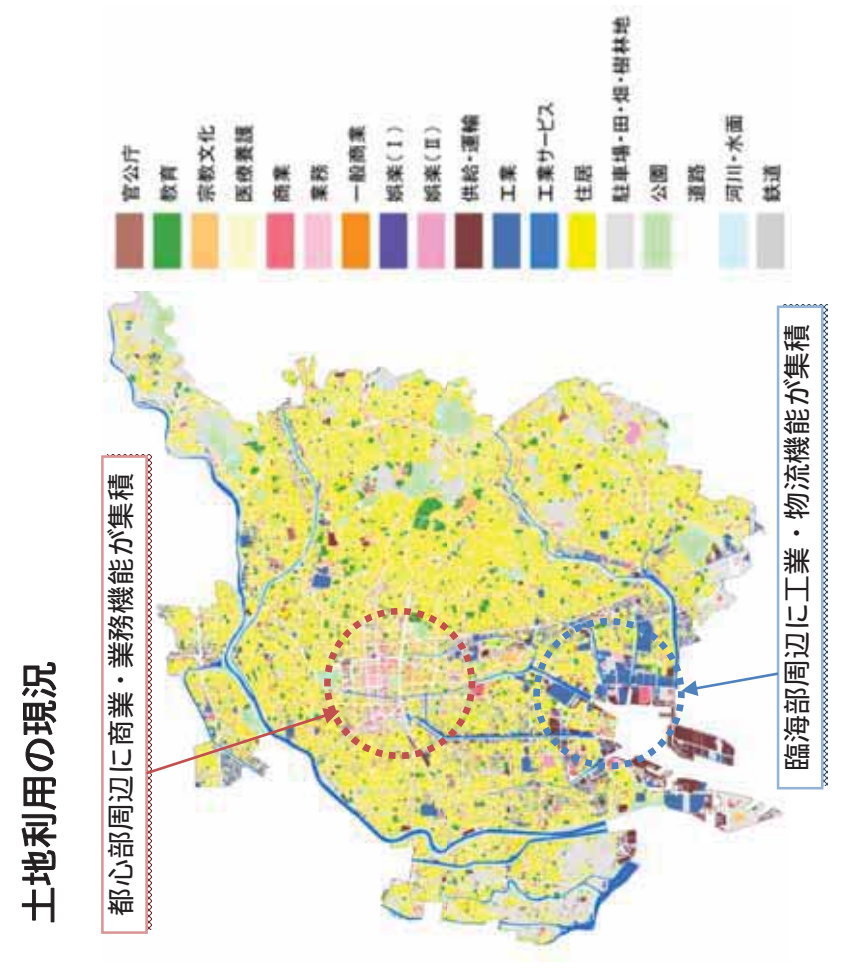 土地利用の現況
都心部周辺に商業・業務機能が集積
臨海部周辺に工業・物流機能が集積
官公庁
教育
宗教文化
医療養護
商業
業務
一般商業
娯楽(Ⅰ)
娯楽(Ⅱ)
供給・運輸
工業
工業サービス
住居
駐車場・田・畑・樹林地
公園
道路
河川・水面
鉄道